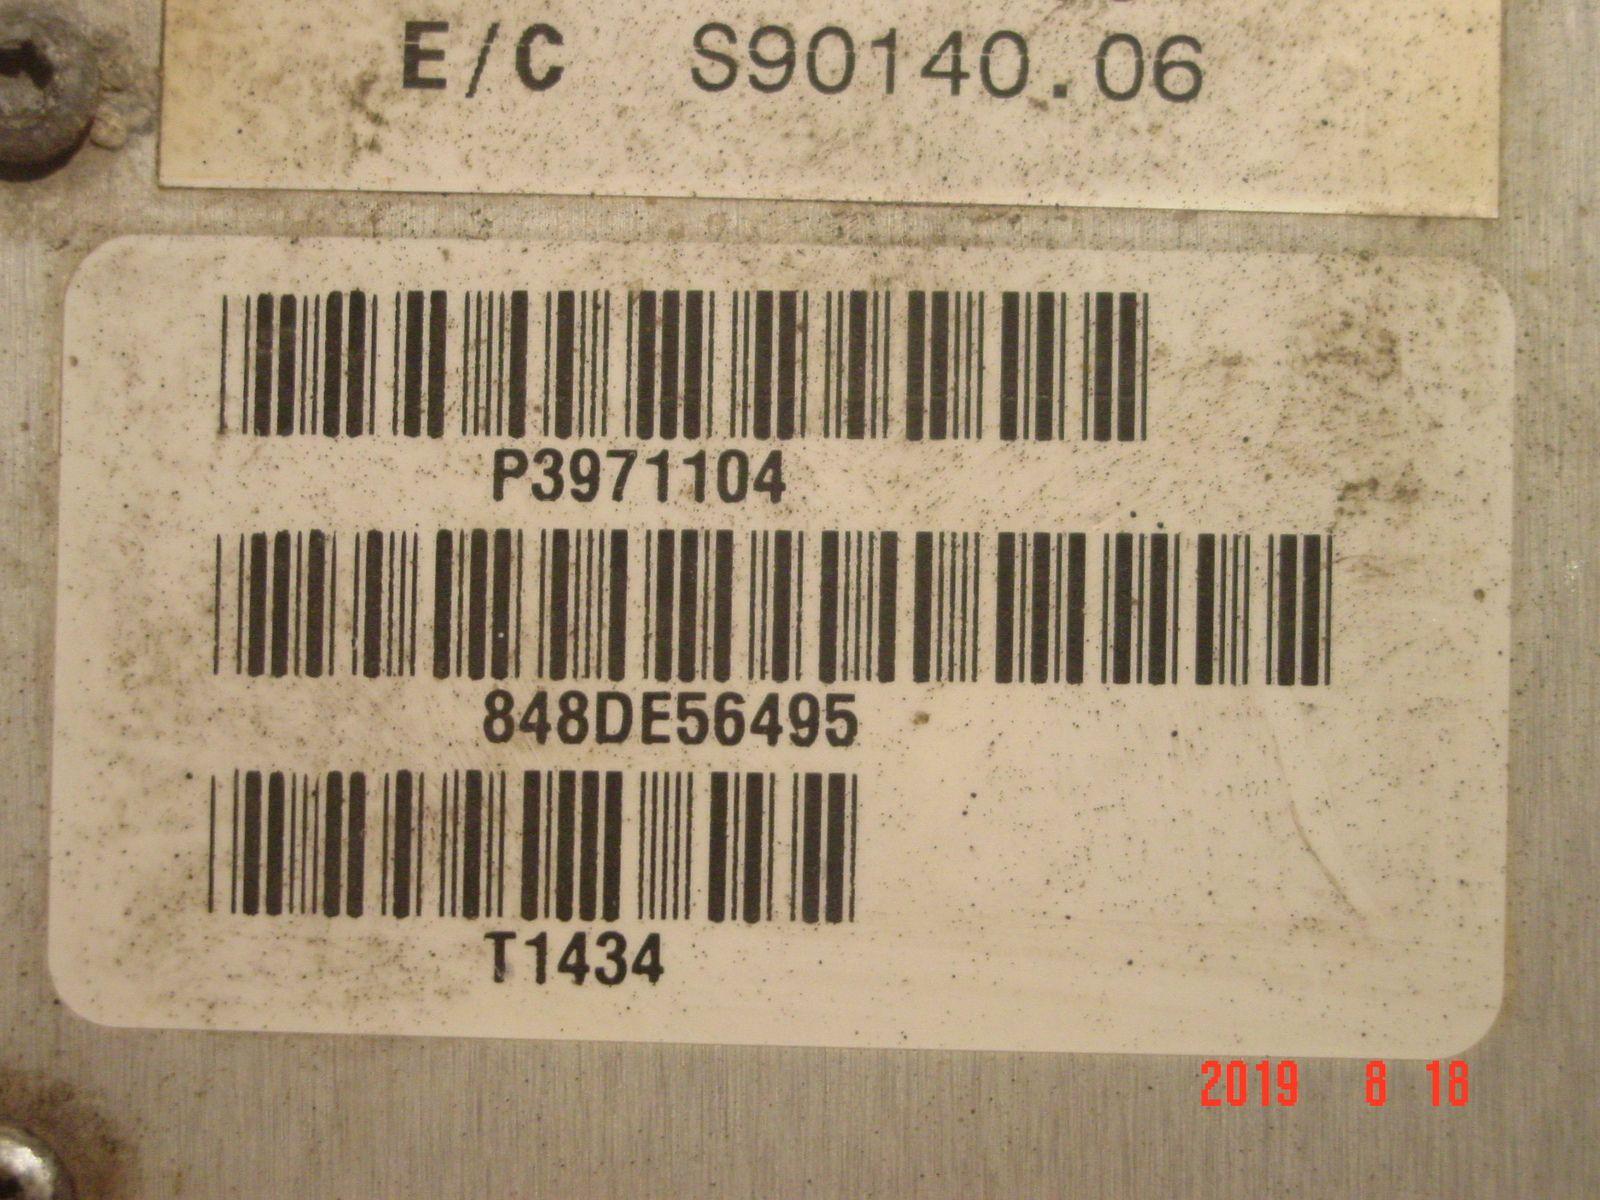 E/C S90140.06
P3971104
848DE56495
T1434
2019 8 18